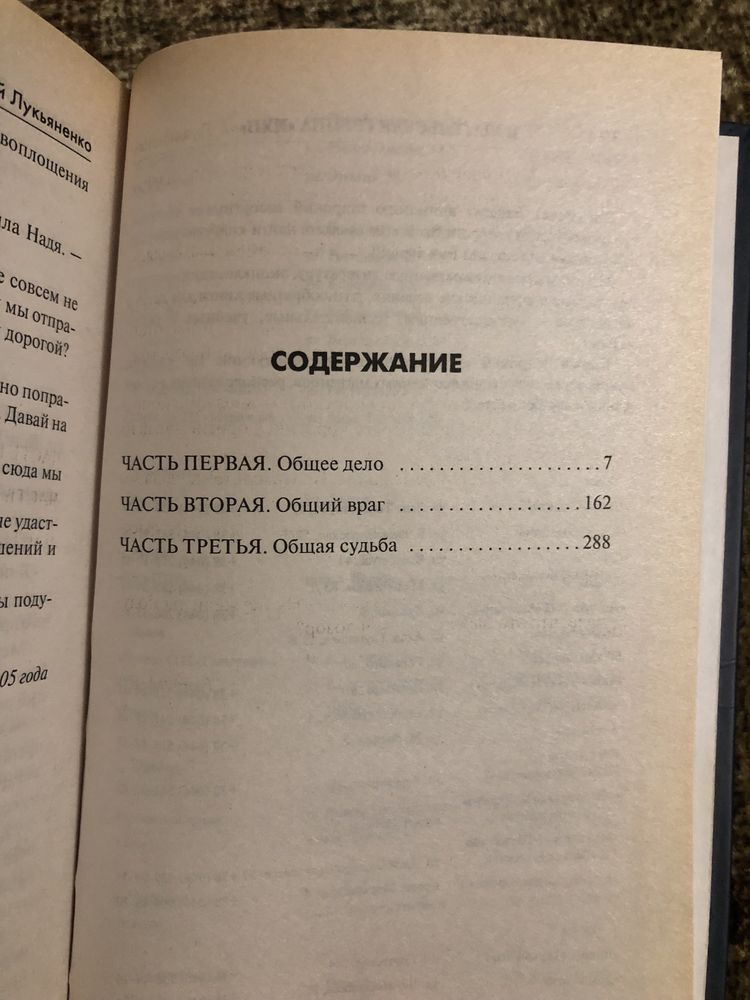 й Лукьяненко
воплощения
ла Надя. —
е совсем не
мы отпра-
дорогой?
но попра-
Давай на
сюда мы
не удаст-
ений и
ы поду-
05 года
СОДЕРЖАНИЕ
ЧАСТЬ ПЕРВАЯ. Общее дело ..................... 7
ЧАСТЬ ВТОРАЯ. Общий враг ................... 162
ЧАСТЬ ТРЕТЬЯ. Общая судьба .................. 288